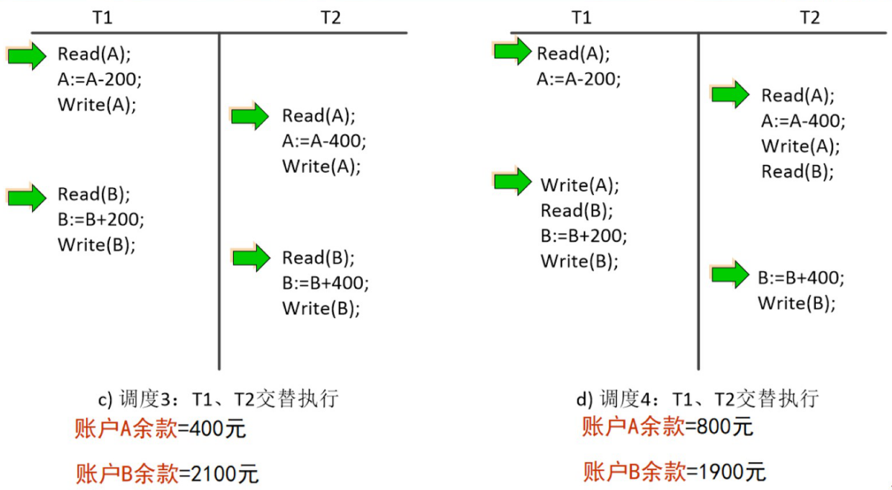 T1
T2
Read(A);
A:=A-200;
Write(A);
Read(A);
A:=A-400;
Write(A);
Read(B);
B:=B+200;
Write(B);
Read(B);
B:=B+400;
Write(B);
c) 调度3：T1、T2交替执行
账户A余款=400元
账户B余款=2100元
T1
T2
Read(A);
A:=A-200;
Read(A);
A:=A-400;
Write(A);
Read(B);
Write(A);
Read(B);
B:=B+200;
Write(B);
B:=B+400;
Write(B);
d) 调度4：T1、T2交替执行
账户A余款=800元
账户B余款=1900元